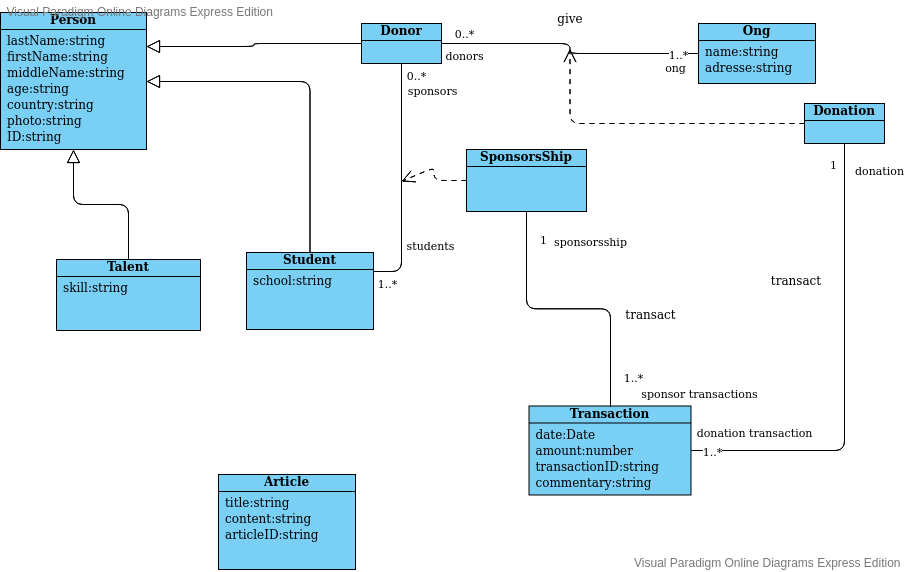 Visual Paradigm Online Diagrams Express Edition
Person
lastName:string
firstName:string
middleName:string
age:string
country:string
photo:string
ID:string
Donor
0..*
donors
give
1..*
ong
Ong
name:string
adresse:string
0..*
sponsors
Donation
1
donation
SponsorsShip
1 sponsorsship
students
1..*
Talent
skill:string
Student
school:string
transact
transact
1..*
sponsor transactions
Transaction
date:Date
amount:number
transactionID:string
commentary:string
donation transaction
1..*
Article
title:string
content:string
articleID:string
Visual Paradigm Online Diagrams Express Edition